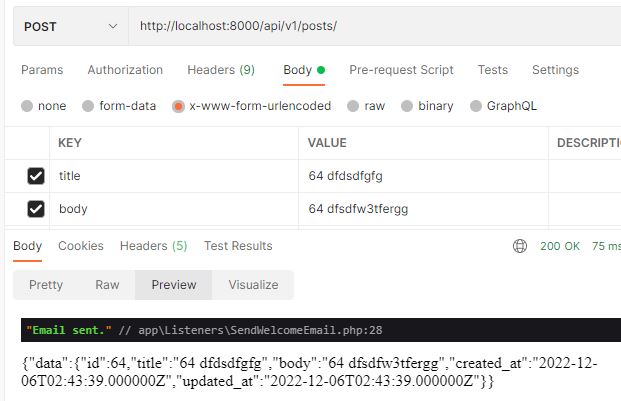 POST http://localhost:8000/api/v1/posts/
Params Authorization Headers (9) Body Pre-request Script Tests Settings
none form-data x-www-form-urlencoded raw binary GraphQL
KEY VALUE DESCRIPTI
title 64 dfdsdfgfg
body 64 dfsdfw3tfergg
Body Cookies Headers (5) Test Results 200 OK 75 ms
Pretty Raw Preview Visualize
"Email sent." // app\Listeners\SendWelcomeEmail.php:28
{"data":{"id":64,"title":"64 dfdsdfgfg","body":"64 dfsdfw3tfergg","created_at":"2022-12-
06T02:43:39.000000Z","updated_at":"2022-12-06T02:43:39.000000Z"}}